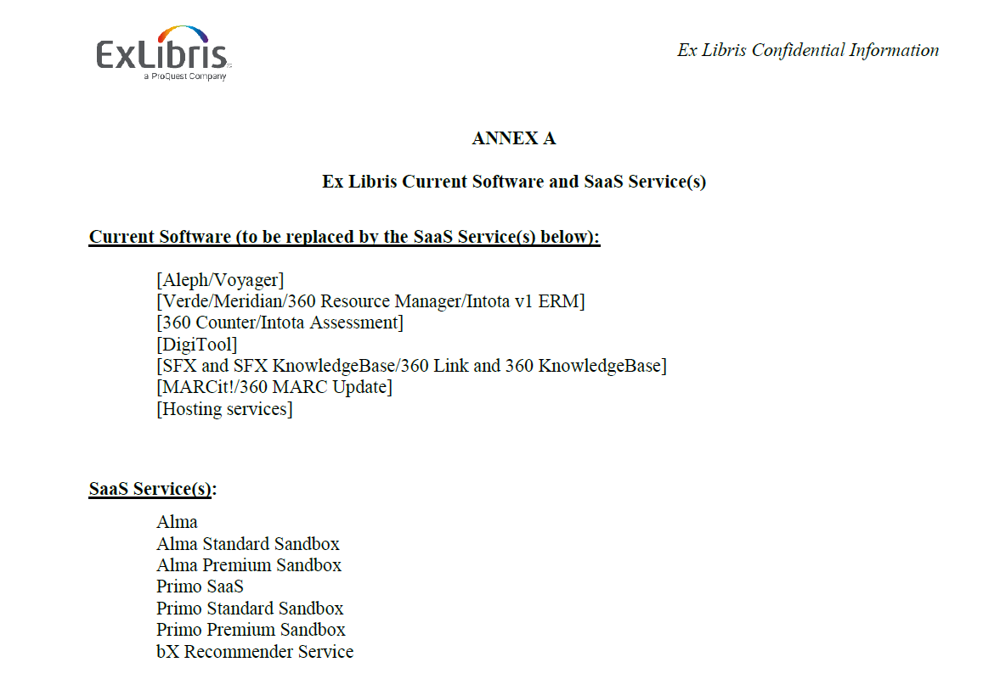 ExLibris
a ProQuest Company
Ex Libris Confidential Information
ANNEX A
Ex Libris Current Software and SaaS Service(s)
Current Software (to be replaced by the SaaS Service(s) below):
[Aleph/Voyager]
[Verde/Meridian/360 Resource Manager/Intota v1 ERM]
[360 Counter/Intota Assessment]
[DigiTool]
[SFX and SFX KnowledgeBase/360 Link and 360 KnowledgeBase]
[MARCit!/360 MARC Update]
[Hosting services]
SaaS Service(s):
Alma
Alma Standard Sandbox
Alma Premium Sandbox
Primo SaaS
Primo Standard Sandbox
Primo Premium Sandbox
bX Recommender Service